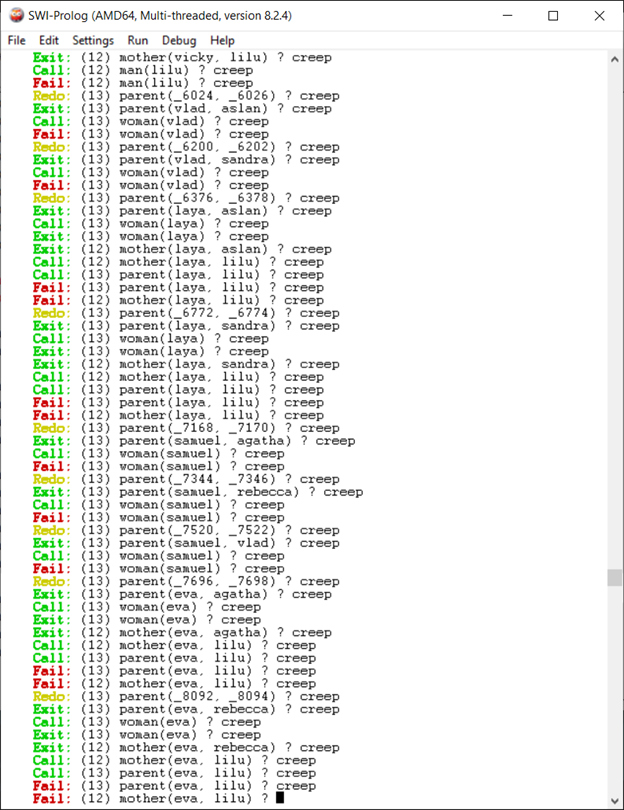 SWI-Prolog (AMD64, Multi-threaded, version 8.2.4)
File Edit Settings Run Debug Help
Exit: (12) mother(vicky, lilu) ? creep
Call: (12) man(lilu) ? creep
Fail: (12) man(lilu) ? creep
Redo: (13) parent(_6024, _6026) ? creep
Exit: (13) parent(vlad, aslan) ? creep
Call: (13) woman(vlad) ? creep
Fail: (13) woman(vlad) ? creep
Redo: (13) parent(_6200, _6202) ? creep
Exit: (13) parent(vlad, sandra) ? creep
Call: (13) woman(vlad) ? creep
Fail: (13) woman(vlad) ? creep
Redo: (13) parent(_6376, _6378) ? creep
Exit: (13) parent(laya, aslan) ? creep
Call: (13) woman(laya) ? creep
Exit: (13) woman(laya) ? creep
Exit: (12) mother(laya, aslan) ? creep
Call: (12) mother(laya, lilu) ? creep
Call: (13) parent(laya, lilu) ? creep
Fail: (13) parent(laya, lilu) ? creep
Fail: (12) mother(laya, lilu) ? creep
Redo: (13) parent(_6772, _6774) ? creep
Exit: (13) parent(laya, sandra) ? creep
Call: (13) woman(laya) ? creep
Exit: (13) woman(laya) ? creep
Exit: (12) mother(laya, sandra) ? creep
Call: (12) mother(laya, lilu) ? creep
Call: (13) parent(laya, lilu) ? creep
Fail: (13) parent(laya, lilu) ? creep
Fail: (12) mother(laya, lilu) ? creep
Redo: (13) parent(_7168, _7170) ? creep
Exit: (13) parent(samuel, agatha) ? creep
Call: (13) woman(samuel) ? creep
Fail: (13) woman(samuel) ? creep
Redo: (13) parent(_7344, _7346) ? creep
Exit: (13) parent(samuel, rebecca) ? creep
Call: (13) woman(samuel) ? creep
Fail: (13) woman(samuel) ? creep
Redo: (13) parent(_7520, _7522) ? creep
Exit: (13) parent(samuel, vlad) ? creep
Call: (13) woman(samuel) ? creep
Fail: (13) woman(samuel) ? creep
Redo: (13) parent(_7696, _7698) ? creep
Exit: (13) parent(eva, agatha) ? creep
Call: (13) woman(eva) ? creep
Exit: (13) woman(eva) ? creep
Exit: (12) mother(eva, agatha) ? creep
Call: (12) mother(eva, lilu) ? creep
Call: (13) parent(eva, lilu) ? creep
Fail: (13) parent(eva, lilu) ? creep
Fail: (12) mother(eva, lilu) ? creep
Redo: (13) parent(_8092, _8094) ? creep
Exit: (13) parent(eva, rebecca) ? creep
Call: (13) woman(eva) ? creep
Exit: (13) woman(eva) ? creep
Exit: (12) mother(eva, rebecca) ? creep
Call: (12) mother(eva, lilu) ? creep
Call: (13) parent(eva, lilu) ? creep
Fail: (13) parent(eva, lilu) ? creep
Fail: (12) mother(eva, lilu) ?